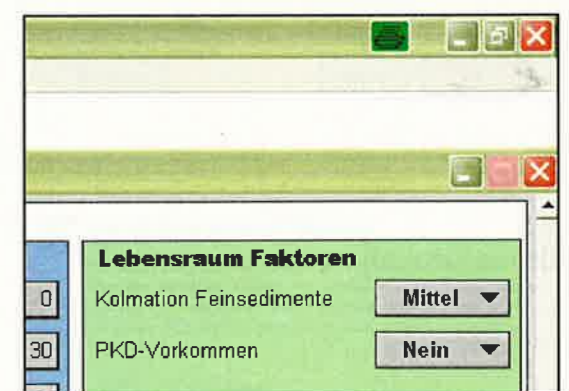 Lebensraum Faktoren
0 Kolmation Feinsedimente Mittel
30 PKD-Vorkommen Nein